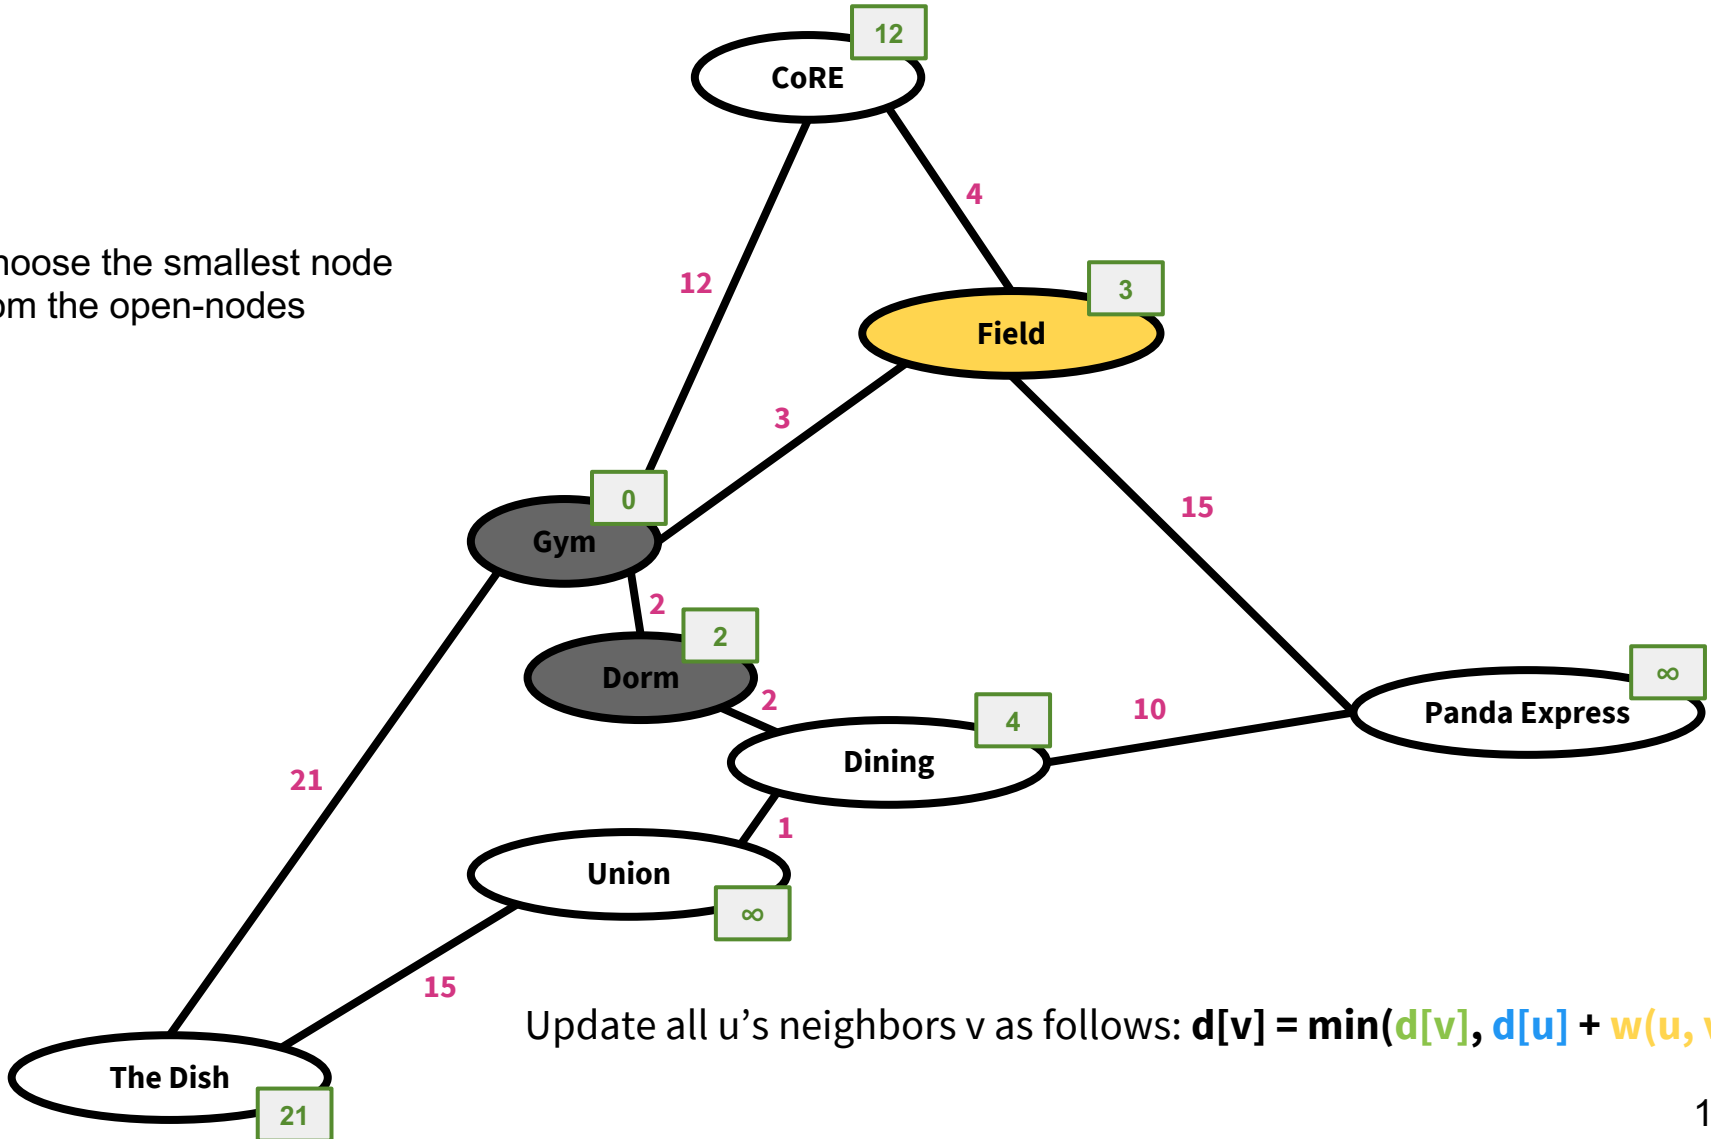 12
CoRE
4
hoose the smallest node
om the open-nodes
12
3
Field
3
15
0
Gym
2
2
Dorm
2
4
10
∞
Panda Express
Dining
21
1
Union
∞
15
Update all u’s neighbors v as follows: d[v] = min(d[v], d[u] + w(u, v
The Dish
21
1